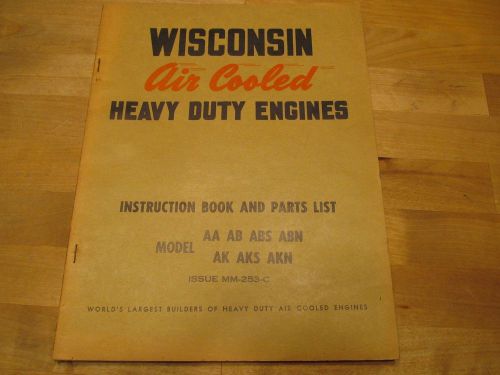 WISCONSIN
Air Cooled
HEAVY DUTY ENGINES
INSTRUCTION BOOK AND PARTS LIST
MODEL AA AB ABS ABN
AK AKS AKN
ISSUE MM-253-C
WORLD'S LARGEST BUILDERS OF HEAVY DUTY AIR COOLED ENGINES